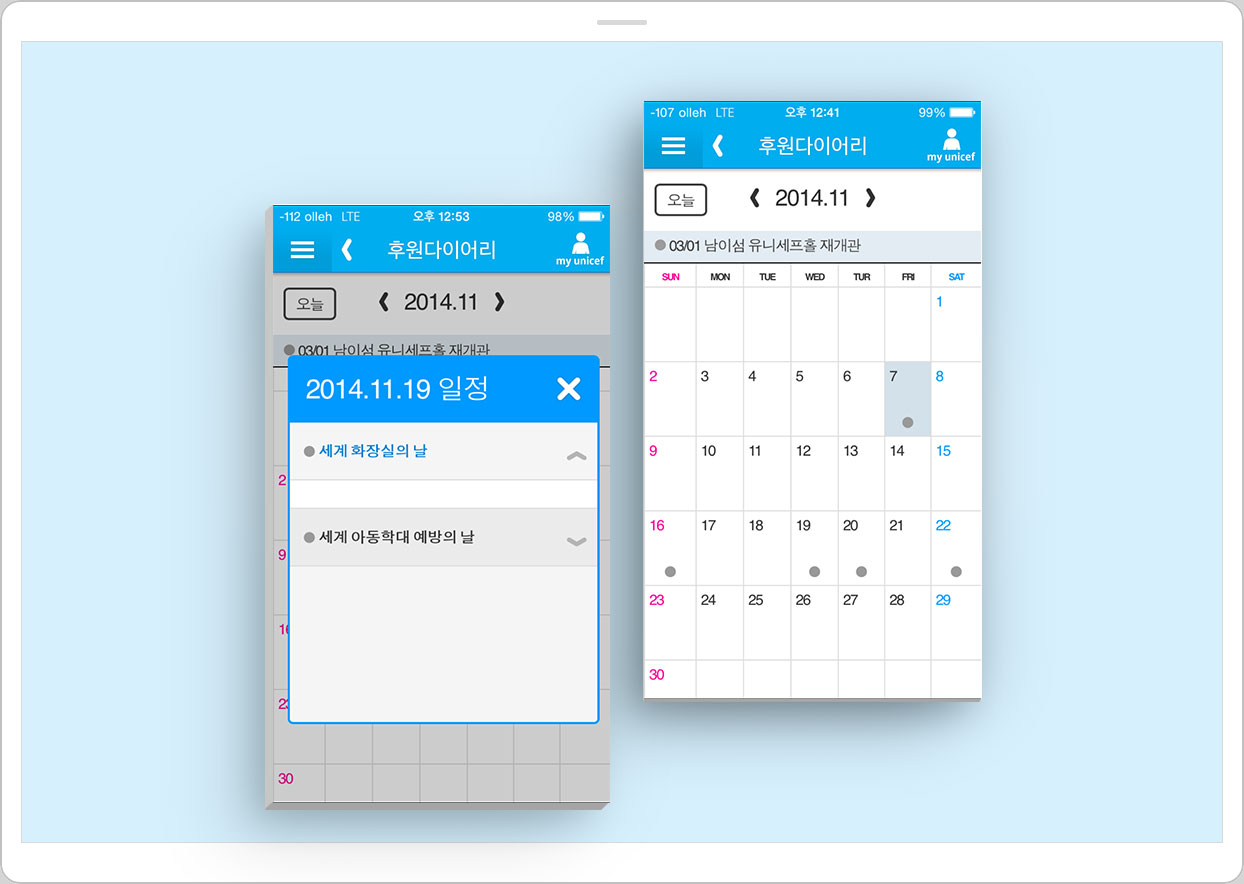 -112 olleh LTE 오후 12:53 98%
후원다이어리
my unicef
오늘 2014.11
03/01 남이섬 유니세프홀 재개관
2014.11.19 일정
세계 화장실의 날
2
세계 아동학대 예방의 날
9
16
23
30
-107 olleh LTE 오후 12:41 99%
후원다이어리
my unicef
오늘 2014.11
03/01 남이섬 유니세프홀 재개관
SUN MON TUE WED TUR FRI SAT
1
2 3 4 5 6 7 8
9 10 11 12 13 14 15
16 17 18 19 20 21 22
23 24 25 26 27 28 29
30